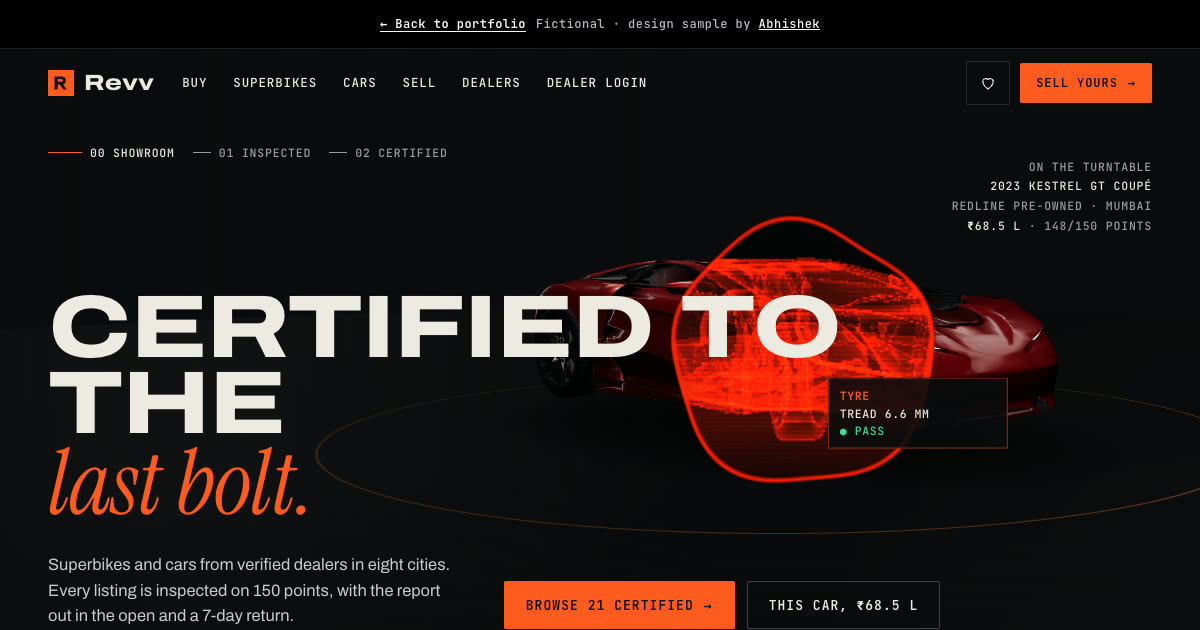 ← Back to portfolio Fictional · design sample by Abhishek
R Revv BUY SUPERBIKES CARS SELL DEALERS DEALER LOGIN SELL YOURS →
00 SHOWROOM 01 INSPECTED 02 CERTIFIED
ON THE TURNTABLE
2023 KESTREL GT COUPÉ
REDLINE PRE-OWNED · MUMBAI
₹68.5 L · 148/150 POINTS
CERTIFIED TO
THE
last bolt.
TYRE
TREAD 6.6 MM
● PASS
Superbikes and cars from verified dealers in eight cities.
Every listing is inspected on 150 points, with the report
out in the open and a 7-day return.
BROWSE 21 CERTIFIED →
THIS CAR, ₹68.5 L